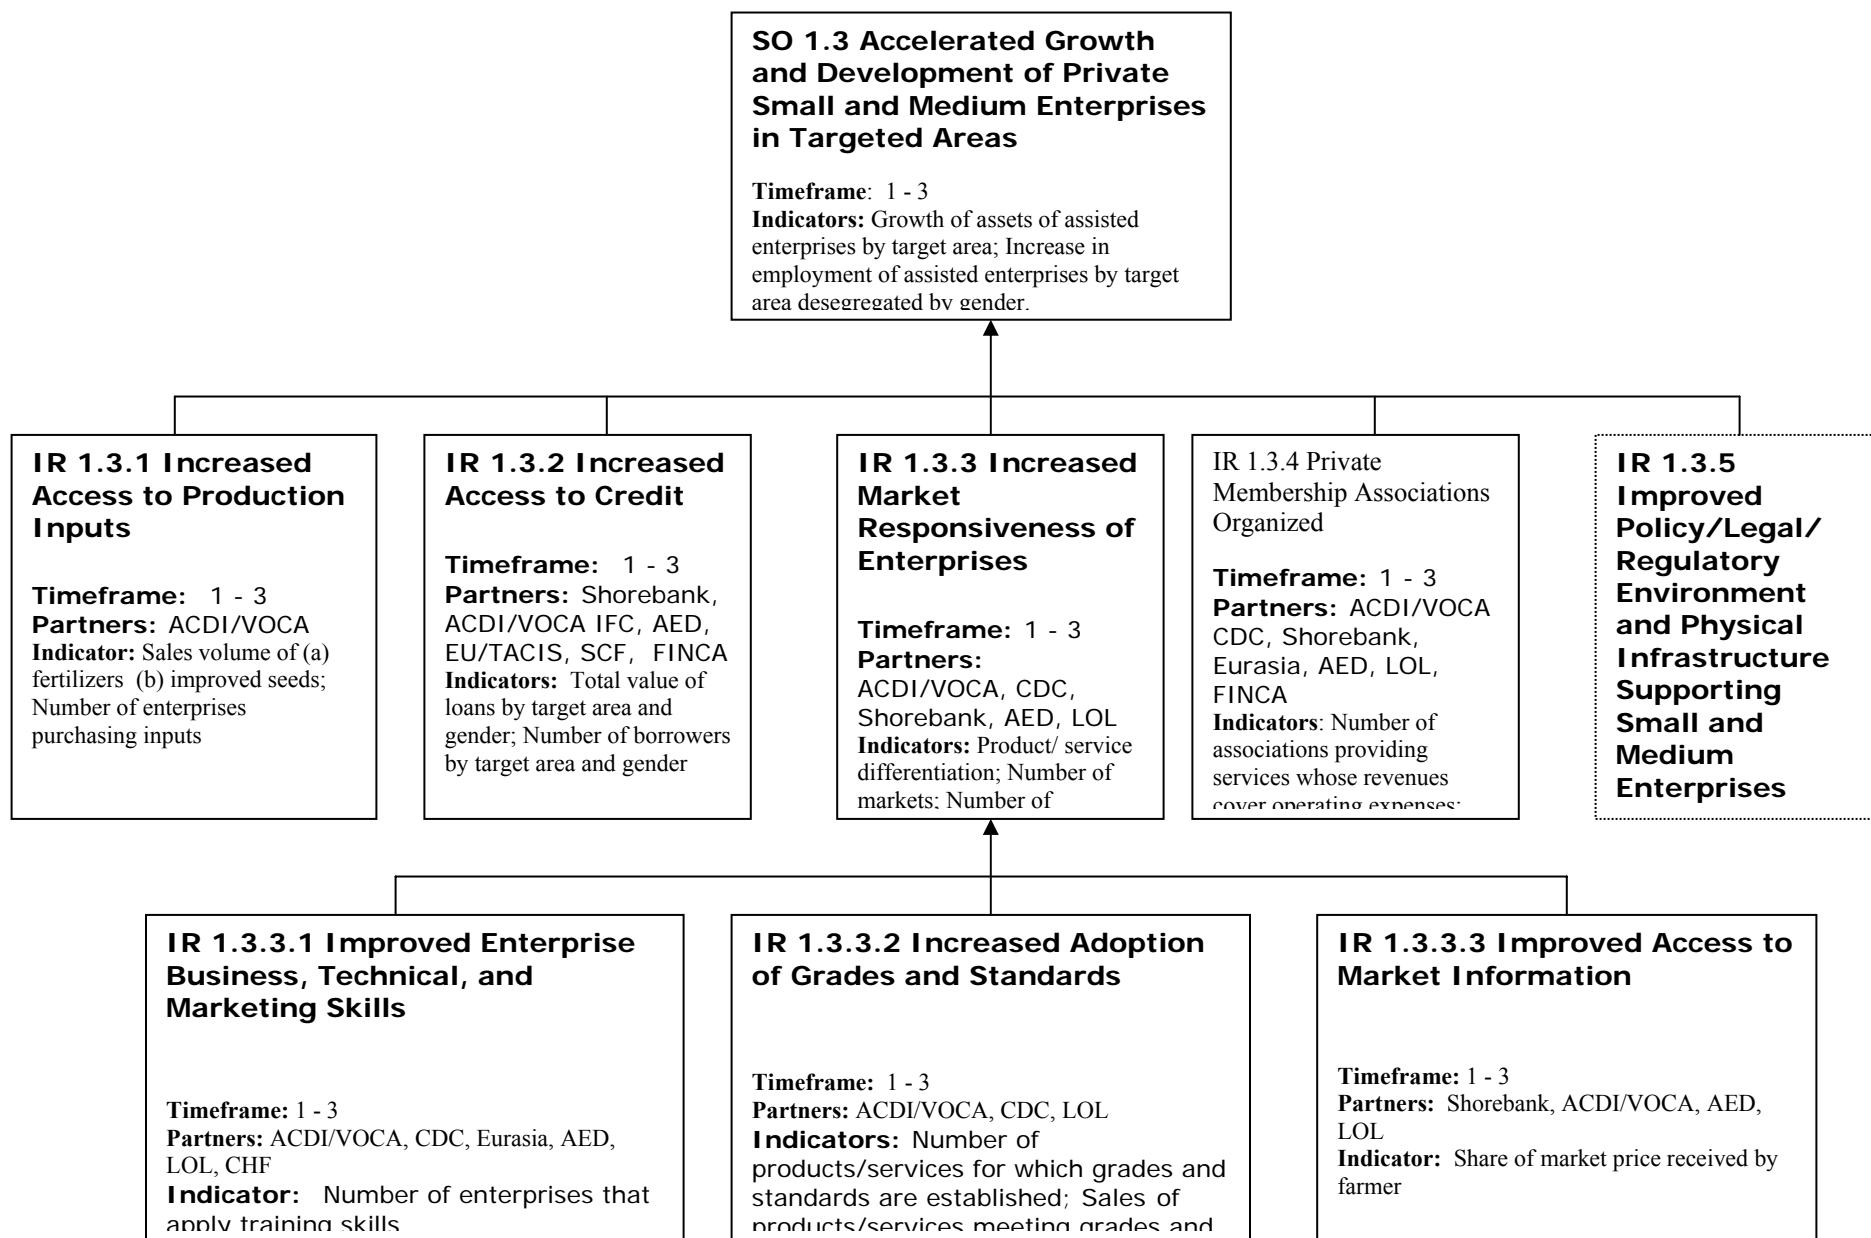 SO 1.3 Accelerated Growth
and Development of Private
Small and Medium Enterprises
in Targeted Areas
Timeframe: 1 - 3
Indicators: Growth of assets of assisted
enterprises by target area; Increase in
employment of assisted enterprises by target
area desegregated by gender.
IR 1.3.1 Increased
Access to Production
Inputs
Timeframe: 1 - 3
Partners: ACDI/VOCA
Indicator: Sales volume of (a)
fertilizers (b) improved seeds;
Number of enterprises
purchasing inputs
IR 1.3.2 Increased
Access to Credit
Timeframe: 1 - 3
Partners: Shorebank,
ACDI/VOCA IFC, AED,
EU/TACIS, SCF, FINCA
Indicators: Total value of
loans by target area and
gender; Number of borrowers
by target area and gender
IR 1.3.3 Increased
Market
Responsiveness of
Enterprises
Timeframe: 1 - 3
Partners:
ACDI/VOCA, CDC,
Shorebank, AED, LOL
Indicators: Product/ service
differentiation; Number of
markets; Number of
IR 1.3.4 Private
Membership Associations
Organized
Timeframe: 1 - 3
Partners: ACDI/VOCA
CDC, Shorebank,
Eurasia, AED, LOL,
FINCA
Indicators: Number of
associations providing
services whose revenues
cover operating expenses;
IR 1.3.5
Improved
Policy/Legal/
Regulatory
Environment
and Physical
Infrastructure
Supporting
Small and
Medium
Enterprises
IR 1.3.3.1 Improved Enterprise
Business, Technical, and
Marketing Skills
Timeframe: 1 - 3
Partners: ACDI/VOCA, CDC, Eurasia, AED,
LOL, CHF
Indicator: Number of enterprises that
apply training skills
IR 1.3.3.2 Increased Adoption
of Grades and Standards
Timeframe: 1 - 3
Partners: ACDI/VOCA, CDC, LOL
Indicators: Number of
products/services for which grades and
standards are established; Sales of
products/services meeting grades and
IR 1.3.3.3 Improved Access to
Market Information
Timeframe: 1 - 3
Partners: Shorebank, ACDI/VOCA, AED,
LOL
Indicator: Share of market price received by
farmer